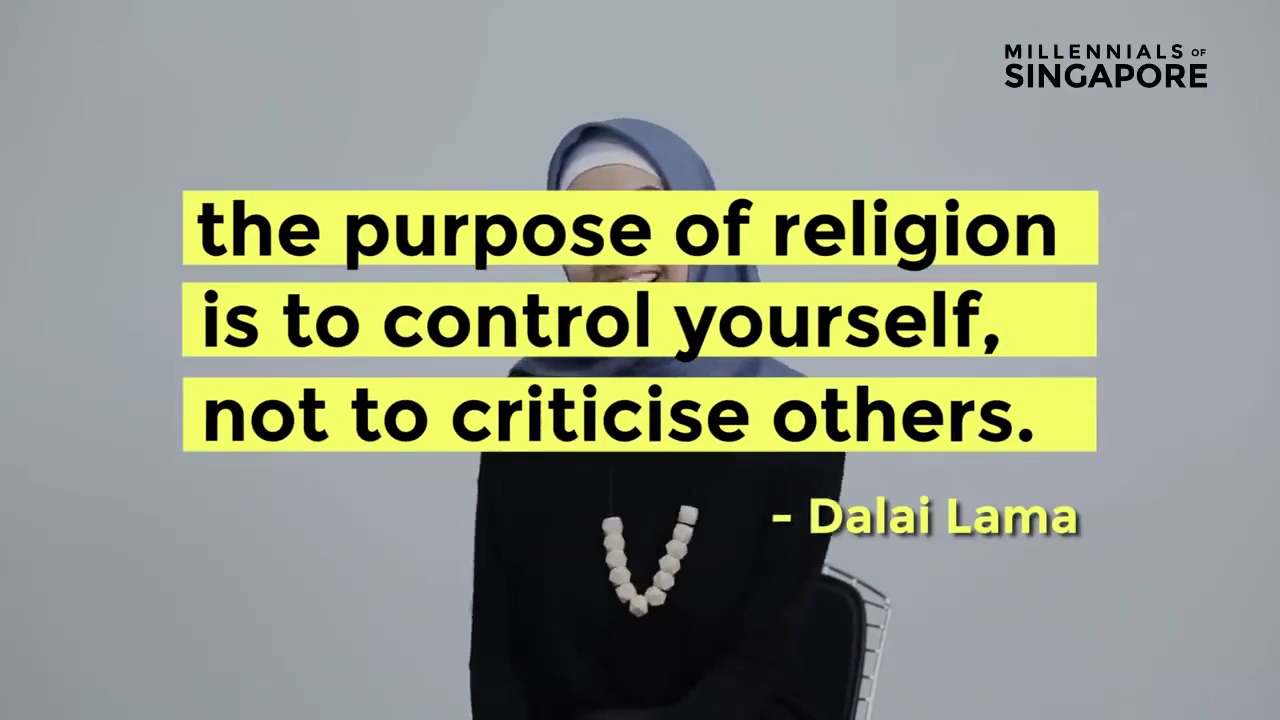 MILLENNIALS OF
SINGAPORE
the purpose of religion
is to control yourself,
not to criticise others.
- Dalai Lama